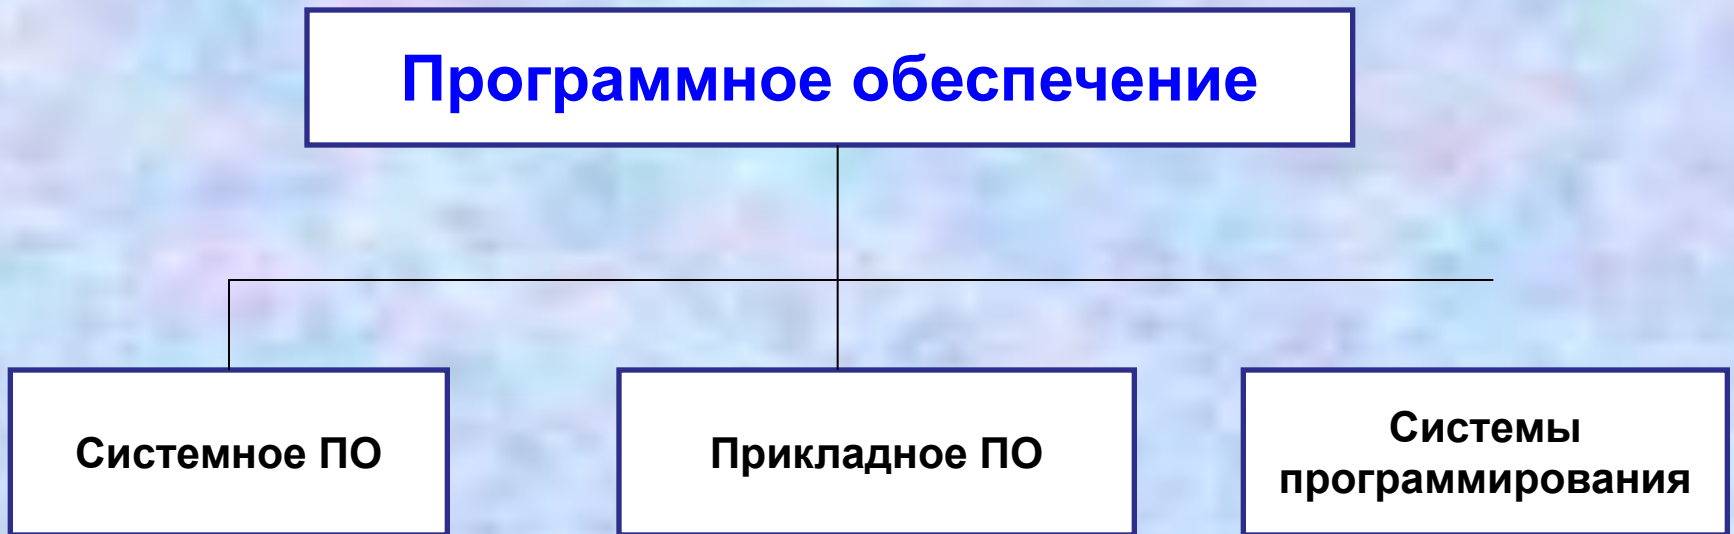 Программное обеспечение
Системное ПО
Прикладное ПО
Системы
программирования